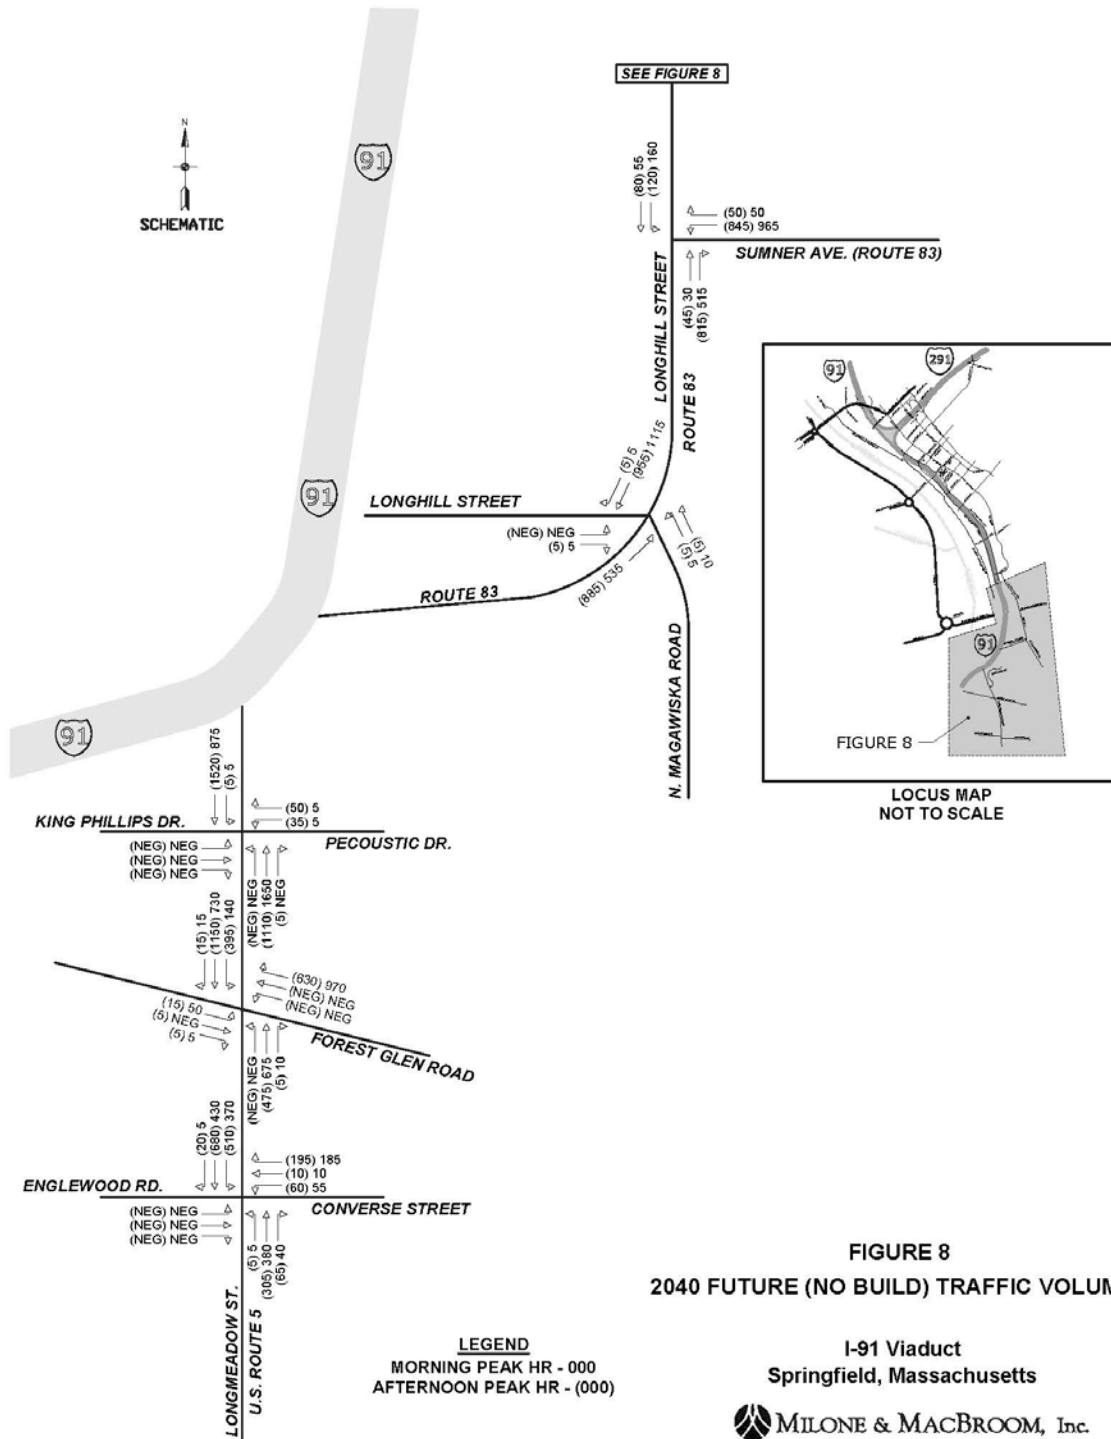 SEE FIGURE 8
91
N
SCHEMATIC
(80) 55
(120) 160
(50) 50
(845) 965
SUMNER AVE. (ROUTE 83)
(45) 30
(815) 515
LONGHILL STREET
ROUTE 83
(5) 5
(955) 1115
LONGHILL STREET
91
(NEG) NEG
(5) 5
(5) 10
(5) 5
(885) 535
ROUTE 83
N. MAGAWISKA ROAD
91
291
91
FIGURE 8
LOCUS MAP
NOT TO SCALE
91
(1520) 875
(5) 5
(50) 5
(35) 5
KING PHILLIPS DR.
PECOUSTIC DR.
(NEG) NEG
(NEG) NEG
(NEG) NEG
(NEG) NEG
(1110) 1650
(5) NEG
(15) 15
(1150) 730
(395) 140
(630) 970
(NEG) NEG
(NEG) NEG
(15) 50
(5) NEG
(5) 5
FOREST GLEN ROAD
(NEG) NEG
(475) 675
(5) 10
(20) 5
(680) 430
(510) 370
(195) 185
(10) 10
(60) 55
ENGLEWOOD RD.
CONVERSE STREET
(NEG) NEG
(NEG) NEG
(NEG) NEG
(5) 5
(305) 380
(65) 40
LONGMEADOW ST.
U.S. ROUTE 5
LEGEND
MORNING PEAK HR - 000
AFTERNOON PEAK HR - (000)
FIGURE 8
2040 FUTURE (NO BUILD) TRAFFIC VOLUM
I-91 Viaduct
Springfield, Massachusetts
MILONE & MACBROOM, Inc.